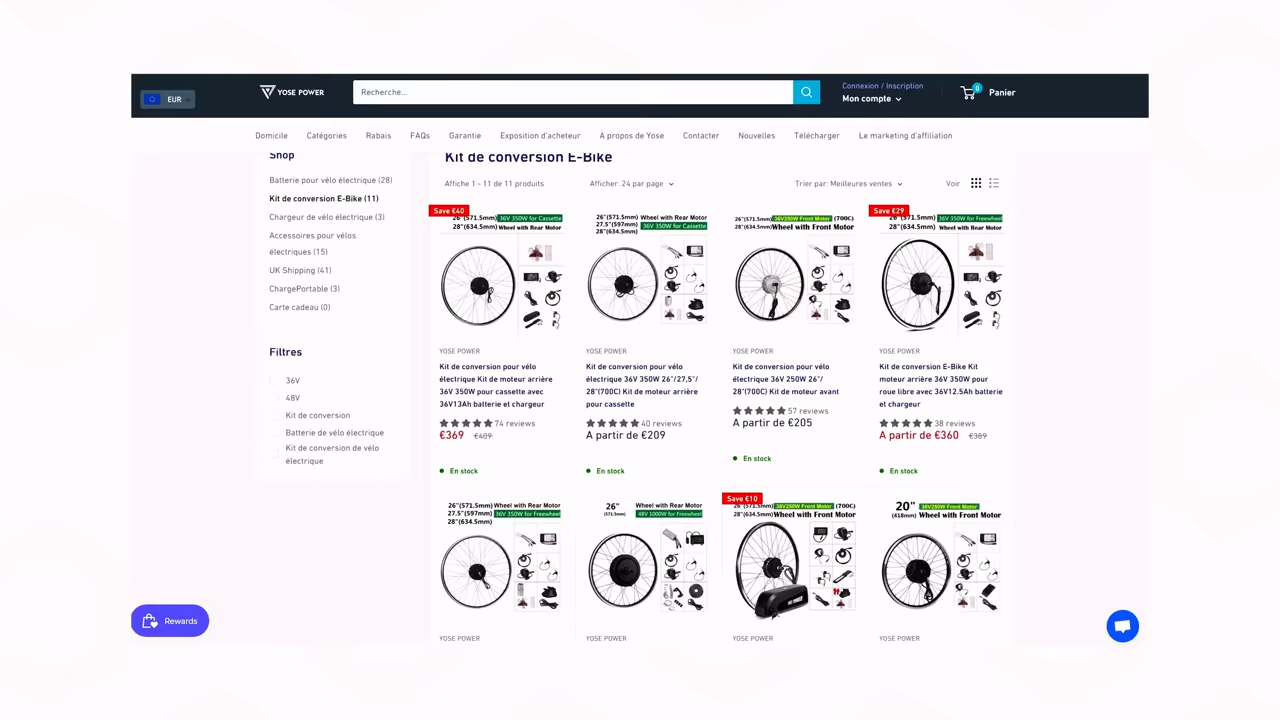 EUR
YOSE POWER
Recherche...
Connexion / Inscription
Mon compte
0
Panier
Domicile
Catégories
Rabais
FAQs
Garantie
Exposition d'acheteur
À propos de Yose
Contacter
Nouvelles
Télécharger
Le marketing d'affiliation
Shop
Batterie pour vélo électrique (28)
Kit de conversion E-Bike (11)
Chargeur de vélo électrique (3)
Accessoires pour vélos
électriques (15)
UK Shipping (41)
ChargePortable (3)
Carte cadeau (0)
Filtres
36V
48V
Kit de conversion
Batterie de vélo électrique
Kit de conversion de vélo
électrique
Kit de conversion E-Bike
Affiche 1 - 11 de 11 produits
Afficher: 24 par page
Trier par: Meilleures ventes
Voir
Save €40
26"(571.5mm) 36V 350W for Cassette
28"(634.5mm) Wheel with Rear Motor
YOSE POWER
Kit de conversion pour vélo
électrique Kit de moteur arrière
36V 350W pour cassette avec
36V13Ah batterie et chargeur
74 reviews
€369 €409
En stock
26"(571.5mm) Wheel with Rear Motor
27.5"(597mm) 36V 350W for Cassette
28"(634.5mm)
YOSE POWER
Kit de conversion pour vélo
électrique 36V 350W 26"/27,5"/
28"(700C) Kit de moteur arrière
pour cassette
40 reviews
A partir de €209
En stock
26"(571.5mm) 36V250W Front Motor (700C)
28"(634.5mm) Wheel with Front Motor
YOSE POWER
Kit de conversion pour vélo
électrique 36V 250W 26"/
28"(700C) Kit de moteur avant
57 reviews
A partir de €205
En stock
Save €29
26"(571.5mm) 36V 350W for Freewheel
28"(634.5mm) Wheel with Rear Motor
YOSE POWER
Kit de conversion E-Bike Kit
moteur arrière 36V 350W pour
roue libre avec 36V12.5Ah batterie
et chargeur
38 reviews
A partir de €360 €389
En stock
26"(571.5mm) Wheel with Rear Motor
27.5"(597mm) 36V 350W for Freewheel
28"(634.5mm)
YOSE POWER
26" Wheel with Rear Motor
(571.5mm) 48V 1000W for Freewheel
YOSE POWER
Save €10
26"(571.5mm) 36V250W Front Motor (700C)
28"(634.5mm) Wheel with Front Motor
YOSE POWER
20" 36V250W Front Motor
(418mm) Wheel with Front Motor
YOSE POWER
Rewards